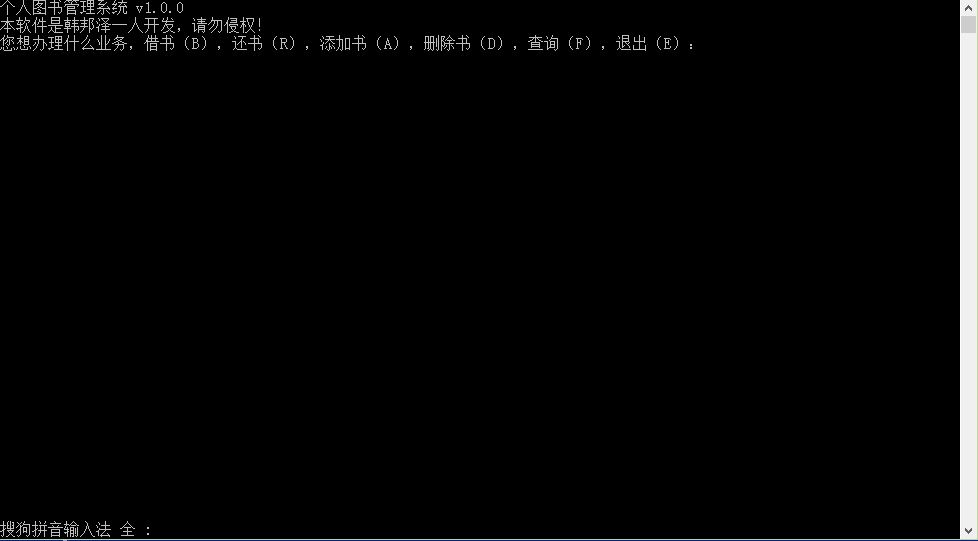 个人图书管理系统 v1.0.0
本软件是韩邦泽一人开发，请勿侵权！
您想办理什么业务，借书（B），还书（R），添加书（A），删除书（D），查询（F），退出（E）：
搜狗拼音输入法 全 :